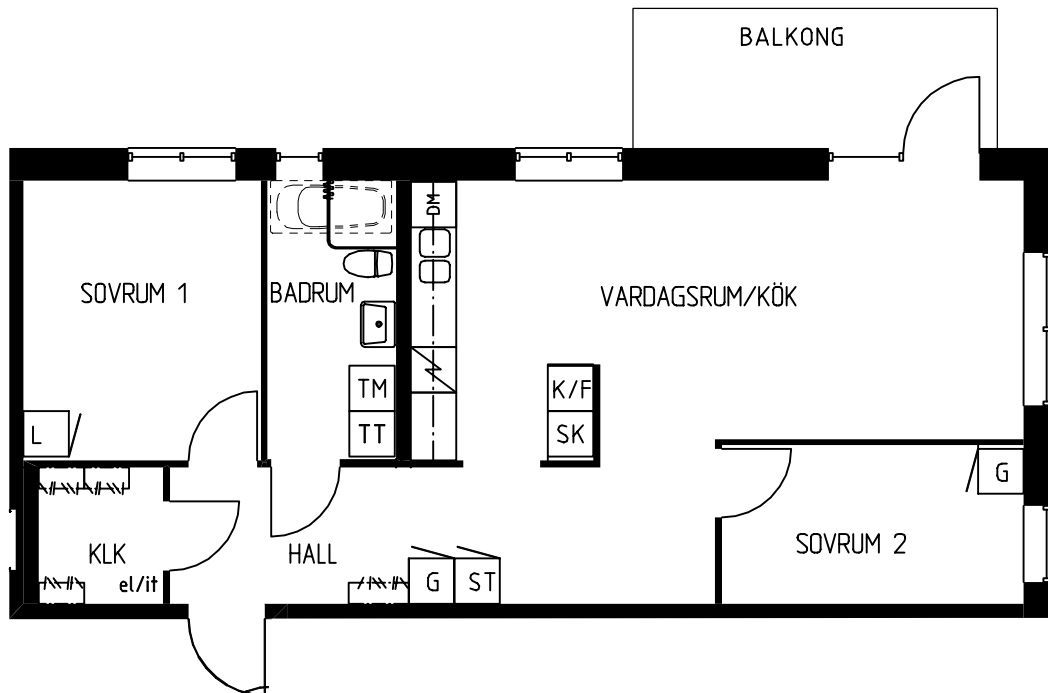 BALKONG
DM
SOVRUM 1
BADRUM
VARDAGSRUM/KÖK
TM
K/F
L
TT
SK
G
KLK
HALL
SOVRUM 2
el/it
G
ST